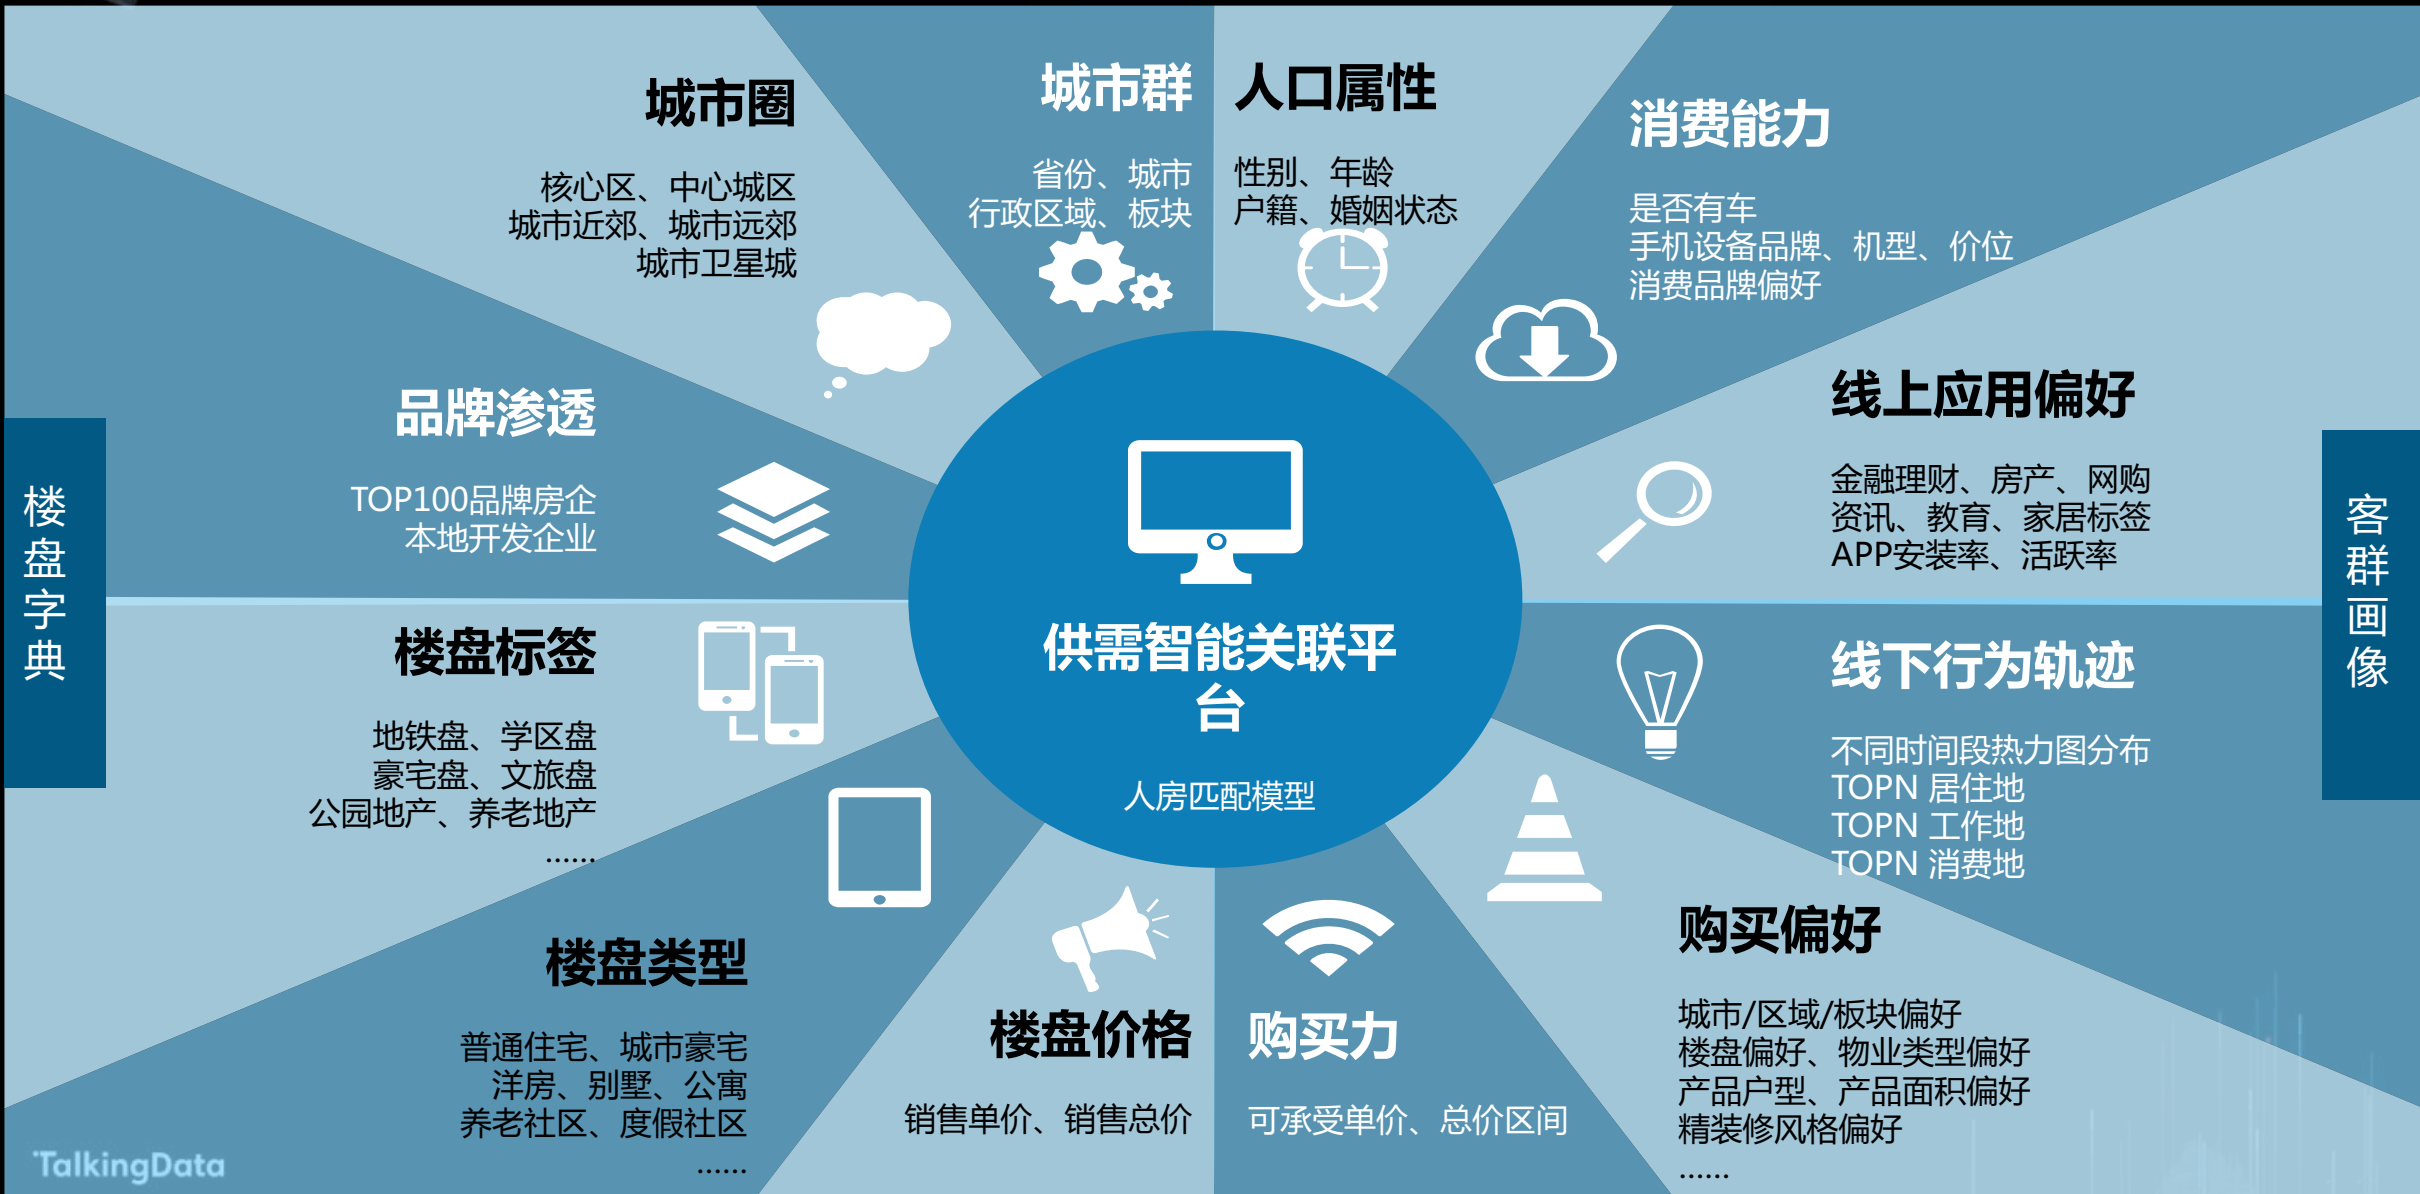 城市圈
核心区、中心城区
城市近郊、城市远郊
城市卫星城
城市群
省份、城市
行政区域、板块
人口属性
性别、年龄
户籍、婚姻状态
消费能力
是否有车
手机设备品牌、机型、价位
消费品牌偏好
品牌渗透
TOP100品牌房企
本地开发企业
线上应用偏好
金融理财、房产、网购
资讯、教育、家居标签
APP安装率、活跃率
楼盘字典
供需智能关联平
台
人房匹配模型
客群画像
楼盘标签
地铁盘、学区盘
豪宅盘、文旅盘
公园地产、养老地产
......
线下行为轨迹
不同时间段热力图分布
TOPN 居住地
TOPN 工作地
TOPN 消费地
楼盘类型
普通住宅、城市豪宅
洋房、别墅、公寓
养老社区、度假社区
......
楼盘价格
销售单价、销售总价
购买力
可承受单价、总价区间
购买偏好
城市/区域/板块偏好
楼盘偏好、物业类型偏好
产品户型、产品面积偏好
精装修风格偏好
......
TalkingData